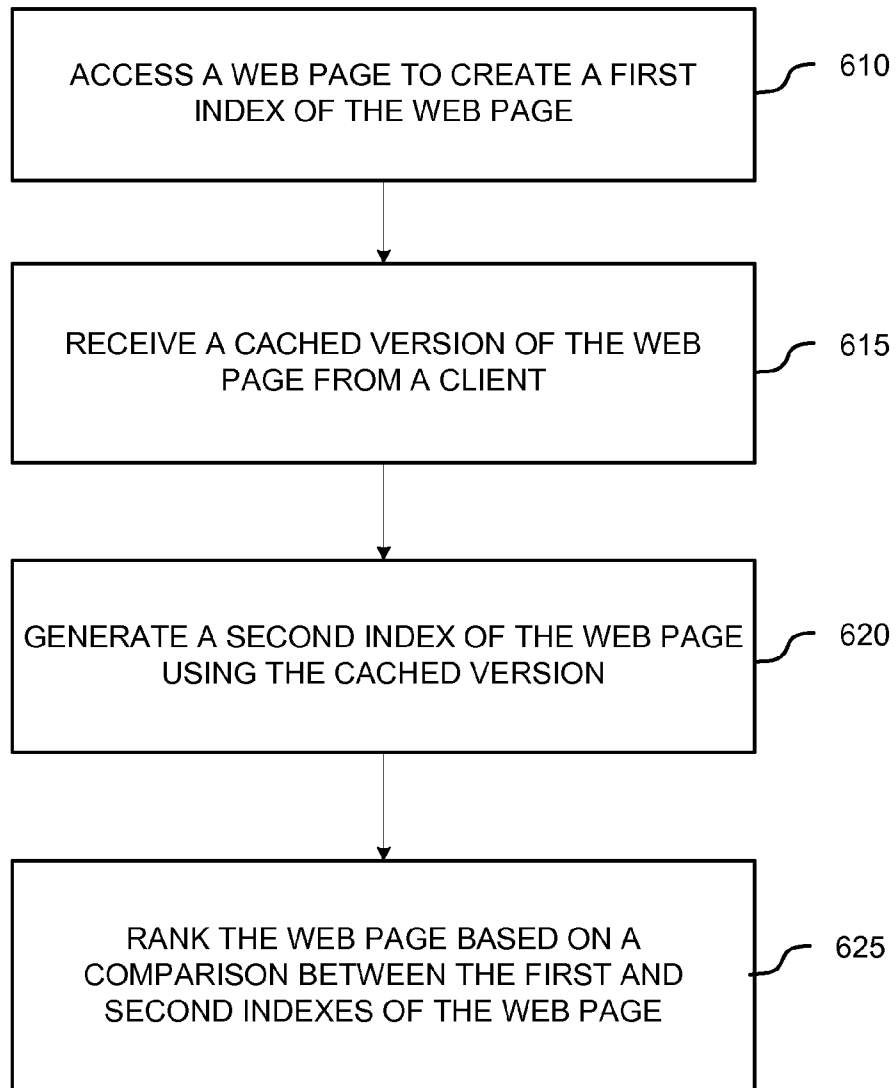 ACCESS A WEB PAGE TO CREATE A FIRST
INDEX OF THE WEB PAGE
610
RECEIVE A CACHED VERSION OF THE WEB
PAGE FROM A CLIENT
615
GENERATE A SECOND INDEX OF THE WEB PAGE
USING THE CACHED VERSION
620
RANK THE WEB PAGE BASED ON A
COMPARISON BETWEEN THE FIRST AND
SECOND INDEXES OF THE WEB PAGE
625